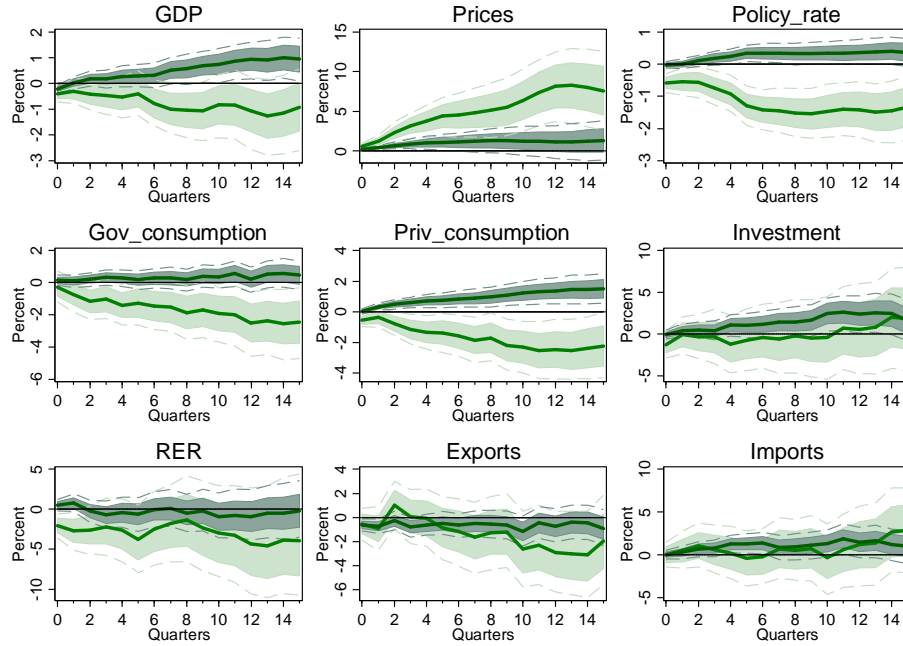 GDP
Prices
Policy_rate
Percent
-3 -2 -1 0 1 2
0 2 4 6 8 10 12 14
Quarters
Percent
0 5 10 15
0 2 4 6 8 10 12 14
Quarters
Percent
-3 -2 -1 0 1
0 2 4 6 8 10 12 14
Quarters
Gov_consumption
Priv_consumption
Investment
Percent
-6 -4 -2 0 2
0 2 4 6 8 10 12 14
Quarters
Percent
-4 -2 0 2 4
0 2 4 6 8 10 12 14
Quarters
Percent
-5 0 5 10
0 2 4 6 8 10 12 14
Quarters
RER
Exports
Imports
Percent
-10 -5 0 5
0 2 4 6 8 10 12 14
Quarters
Percent
-6 -4 -2 0 2 4
0 2 4 6 8 10 12 14
Quarters
Percent
-5 0 5 10
0 2 4 6 8 10 12 14
Quarters